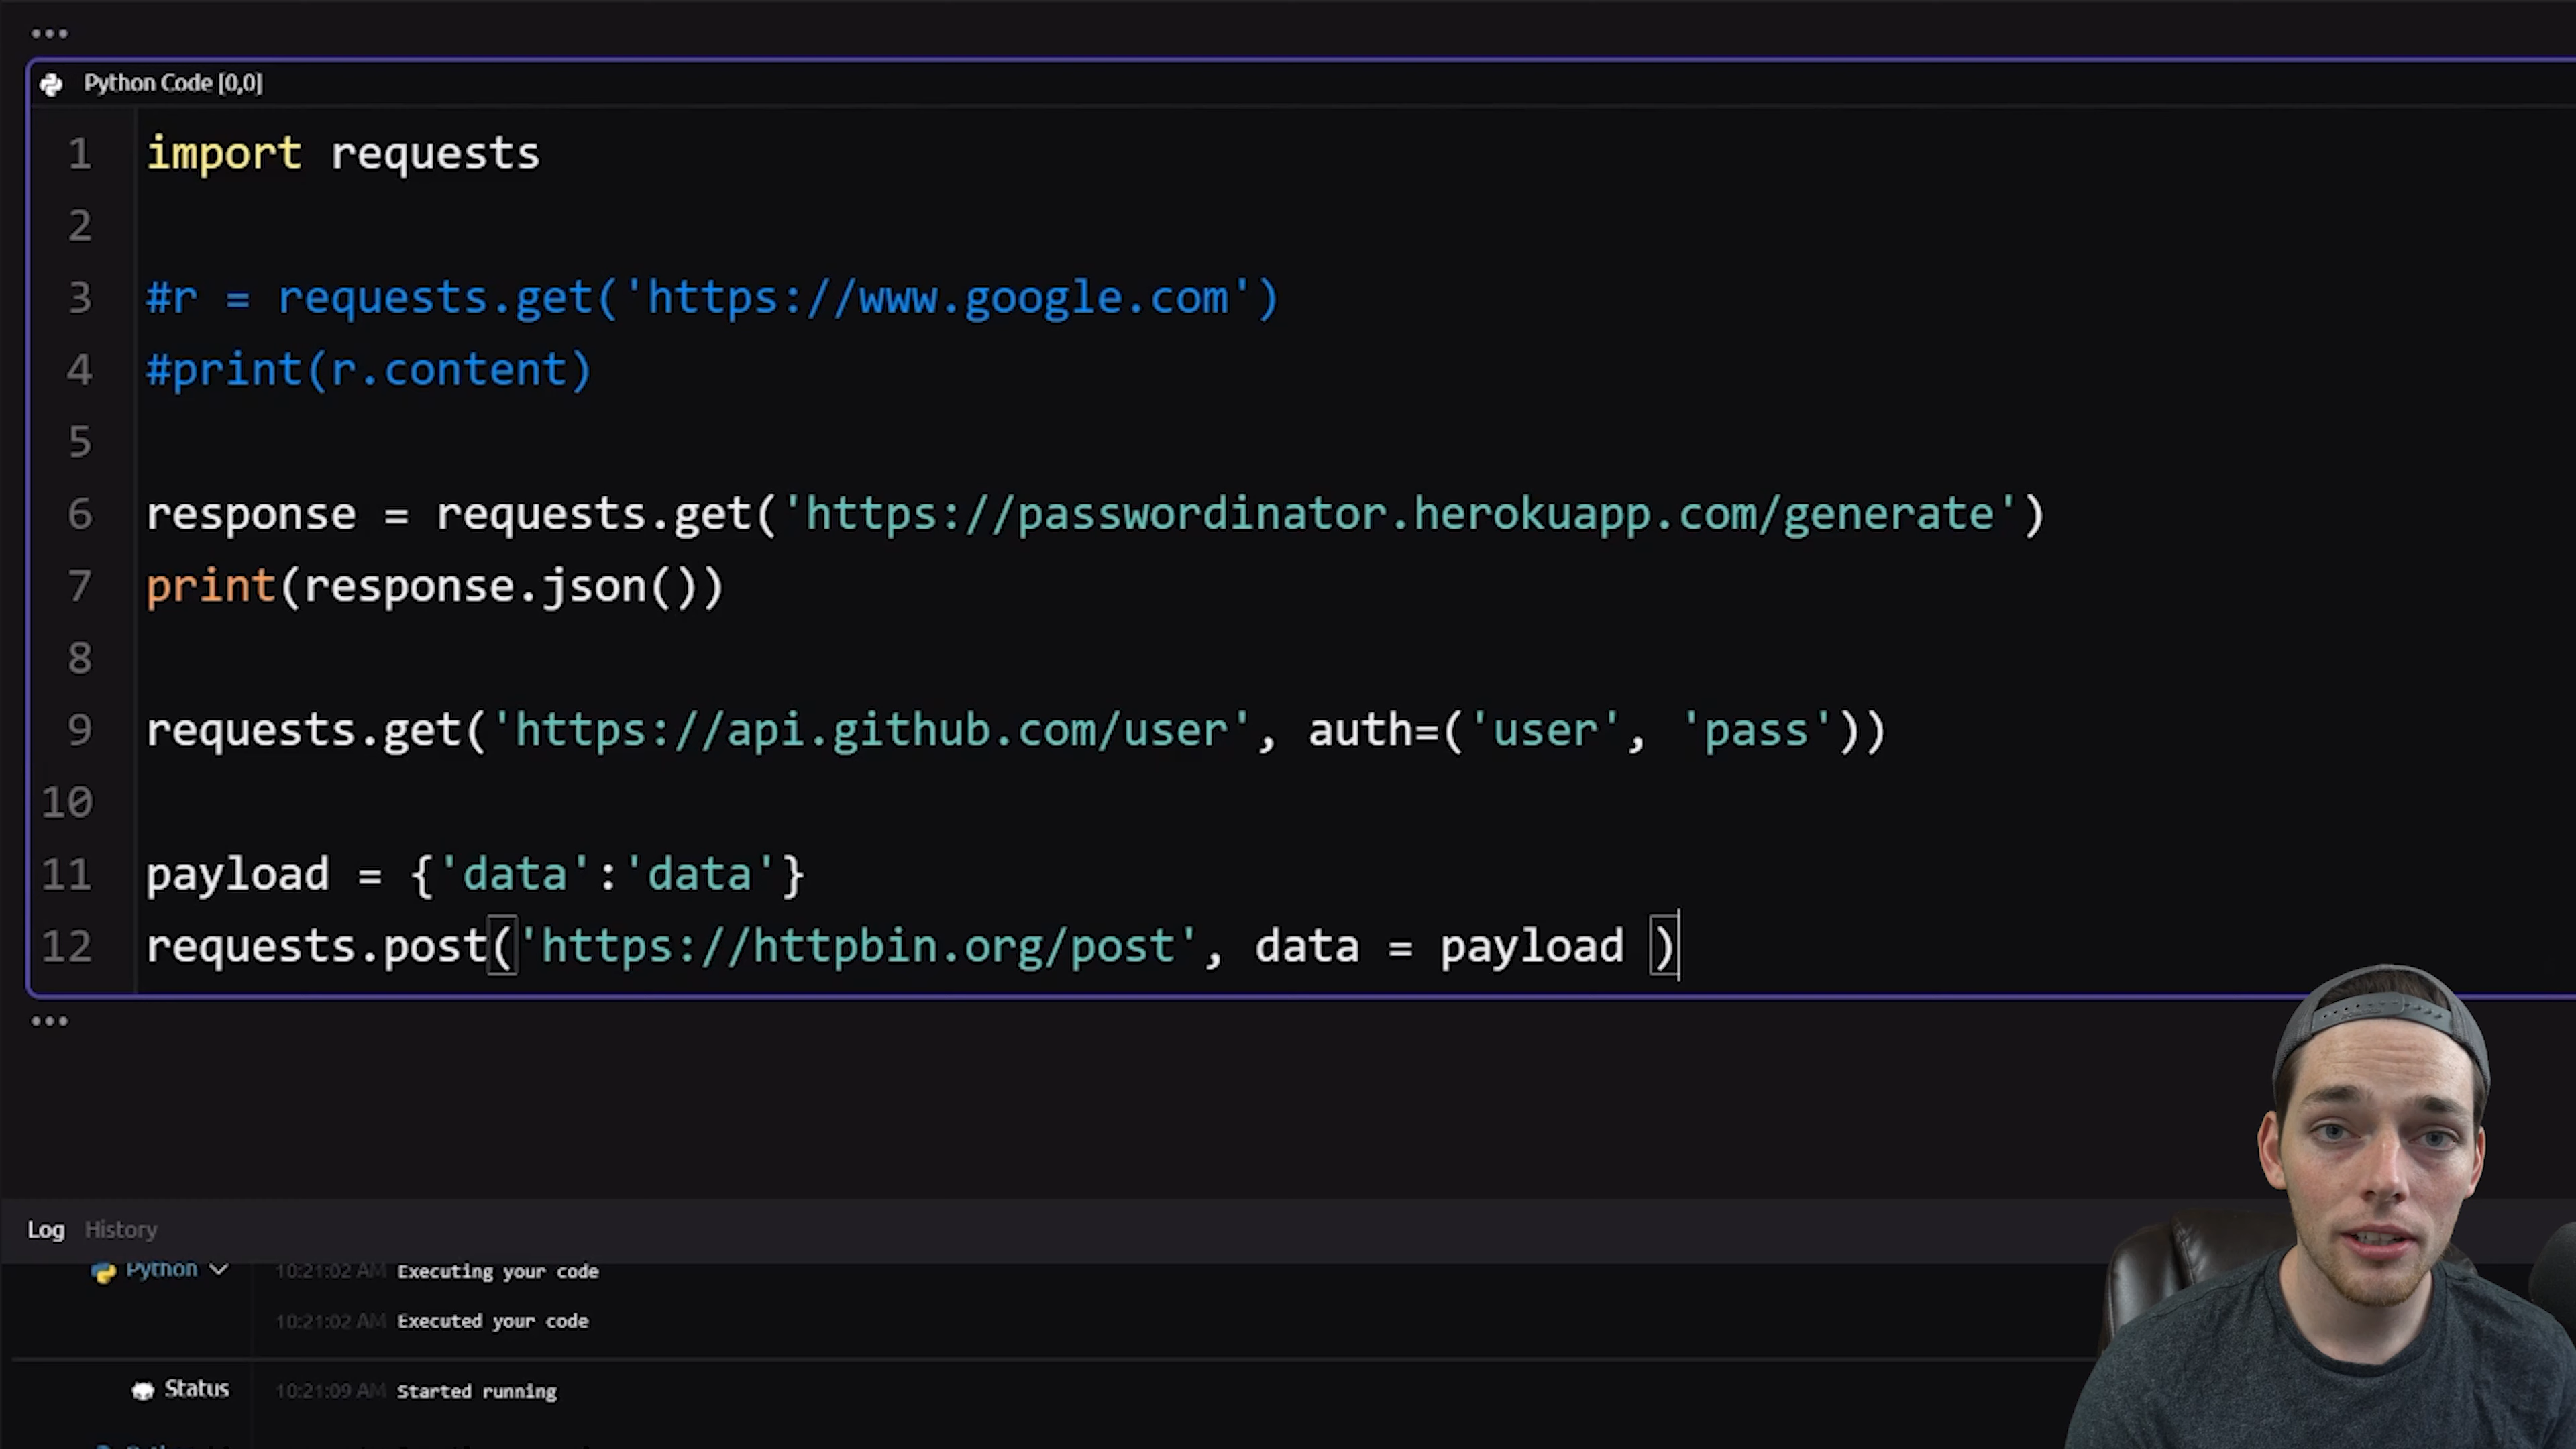 Python Code [0,0]
1 import requests
2
3 #r = requests.get('https://www.google.com')
4 #print(r.content)
5
6 response = requests.get('https://passwordinator.herokuapp.com/generate')
7 print(response.json())
8
9 requests.get('https://api.github.com/user', auth=('user', 'pass'))
10
11 payload = {'data':'data'}
12 requests.post('https://httpbin.org/post', data = payload )
Log History
Python 10:21:02 AM Executing your code
10:21:02 AM Executed your code
Status 10:21:09 AM Started running